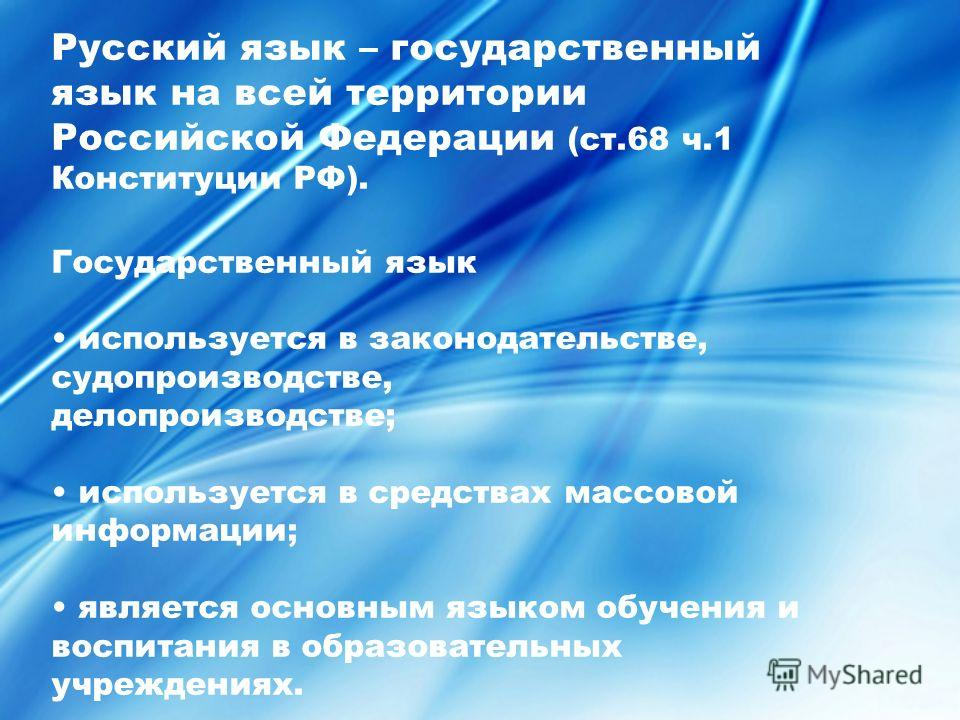 Русский язык – государственный
язык на всей территории
Российской Федерации (ст.68 ч.1
Конституции РФ).
Государственный язык
• используется в законодательстве,
судопроизводстве,
делопроизводстве;
• используется в средствах массовой
информации;
• является основным языком обучения и
воспитания в образовательных
учреждениях.
MyShared